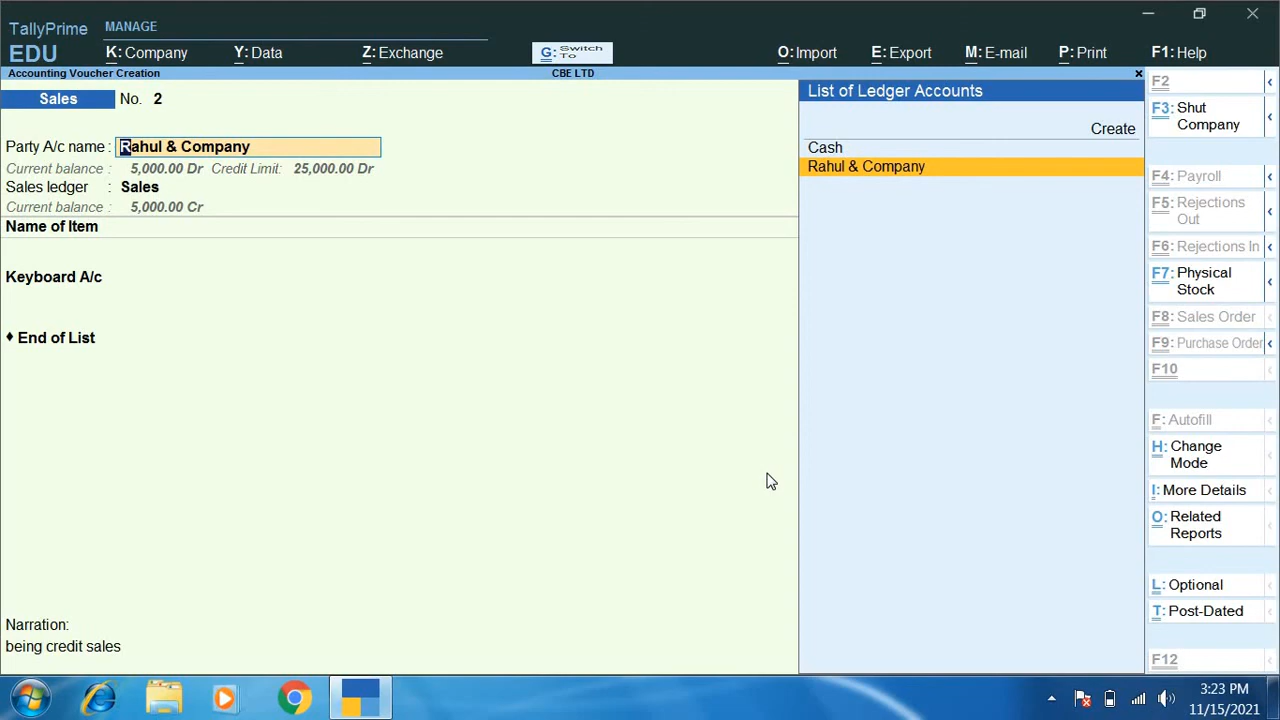 TallyPrime
MANAGE
EDU
K: Company
Y: Data
Z: Exchange
G: Switch To
O: Import
E: Export
M: E-mail
P: Print
F1: Help
Accounting Voucher Creation
CBE LTD
×
Sales No. 2
Party A/c name : Rahul & Company
Current balance : 5,000.00 Dr Credit Limit: 25,000.00 Dr
Sales ledger : Sales
Current balance : 5,000.00 Cr
Name of Item
Keyboard A/c
♦ End of List
Narration:
being credit sales
List of Ledger Accounts
Create
Cash
Rahul & Company
F2
F3: Shut
Company
F4: Payroll
F5: Rejections
Out
F6: Rejections In
F7: Physical
Stock
F8: Sales Order
F9: Purchase Order
F10
F: Autofill
H: Change
Mode
I: More Details
O: Related
Reports
L: Optional
T: Post-Dated
F12
3:23 PM
11/15/2021